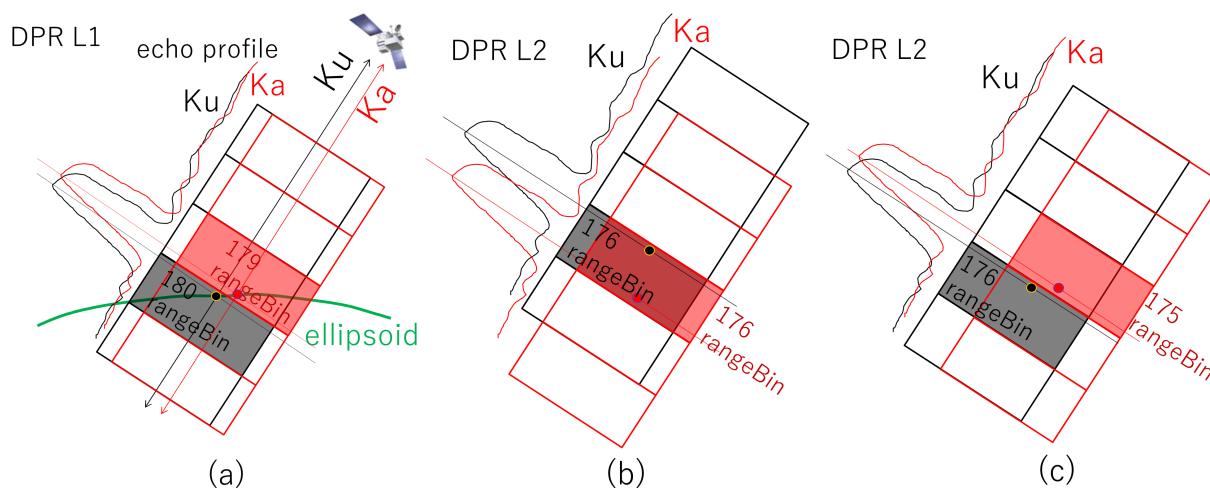 DPR L1
echo profile
Ku
Ka
Ku
Ka
179
rangeBin
180
rangeBin
ellipsoid
(a)
DPR L2
Ku
Ka
176
rangeBin
176
rangeBin
(b)
DPR L2
Ku
Ka
176
rangeBin
175
rangeBin
(c)